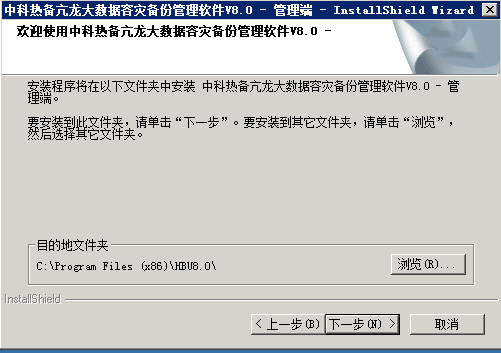 中科热备亢龙大数据容灾备份管理软件V8.0 - 管理端 - InstallShield Wizard
欢迎使用中科热备亢龙大数据容灾备份管理软件V8.0 -
安装程序将在以下文件夹中安装 中科热备亢龙大数据容灾备份管理软件V8.0 - 管
理端。
要安装到此文件夹，请单击“下一步”。要安装到其它文件夹，请单击“浏览”，
然后选择其它文件夹。
目的地文件夹
C:\Program Files (x86)\HBV8.0\
浏览(R)...
InstallShield
< 上一步(B) 下一步(N) > 取消